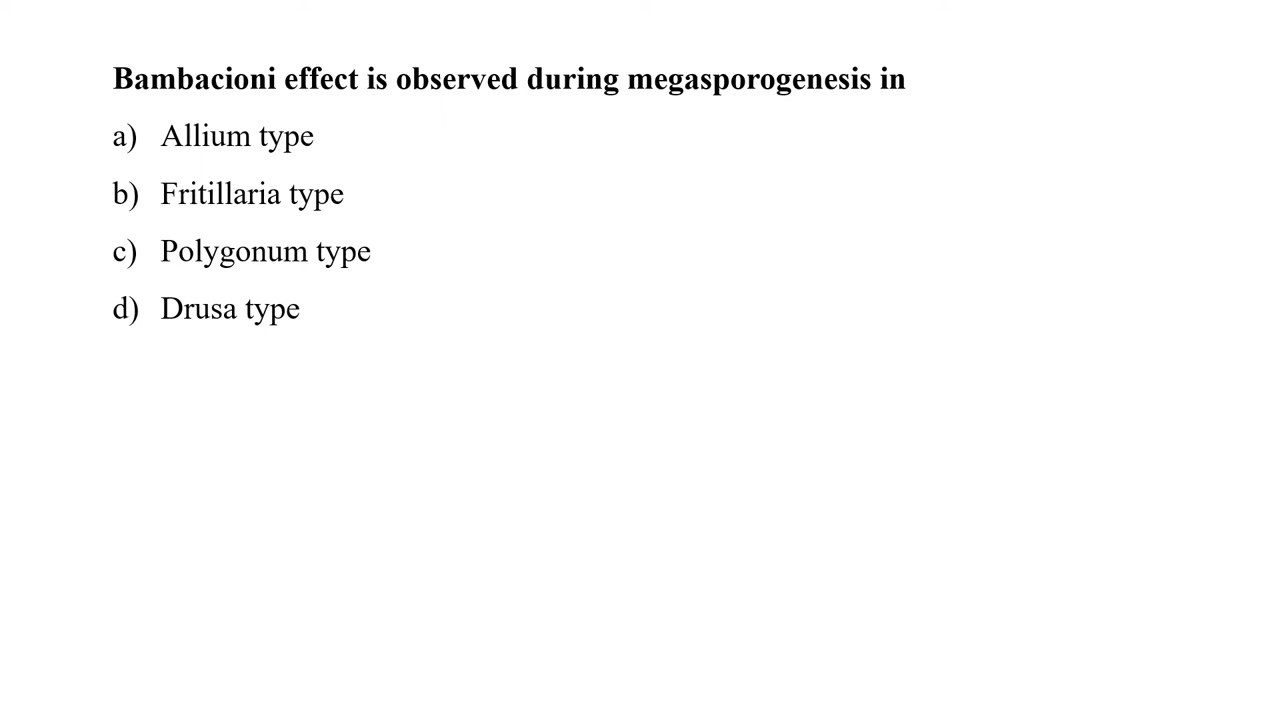 Bambacioni effect is observed during megasporogenesis in
a) Allium type
b) Fritillaria type
c) Polygonum type
d) Drusa type